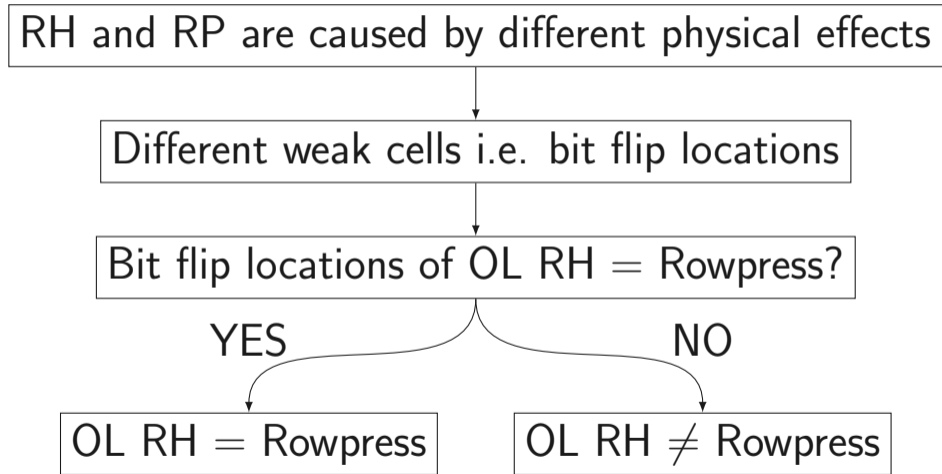 RH and RP are caused by different physical effects
Different weak cells i.e. bit flip locations
Bit flip locations of OL RH = Rowpress?
YES
NO
OL RH = Rowpress
OL RH ≠ Rowpress